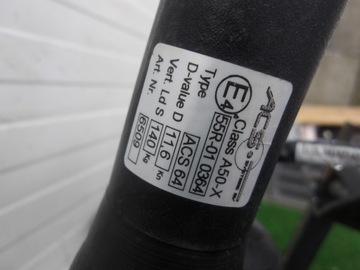 ACS
E4
Class A50-X
55R-01 0364
Type ACS 64
D-value D 11,6 Kn
Vert. Ld S 140 Kg
Art. Nr. 6509